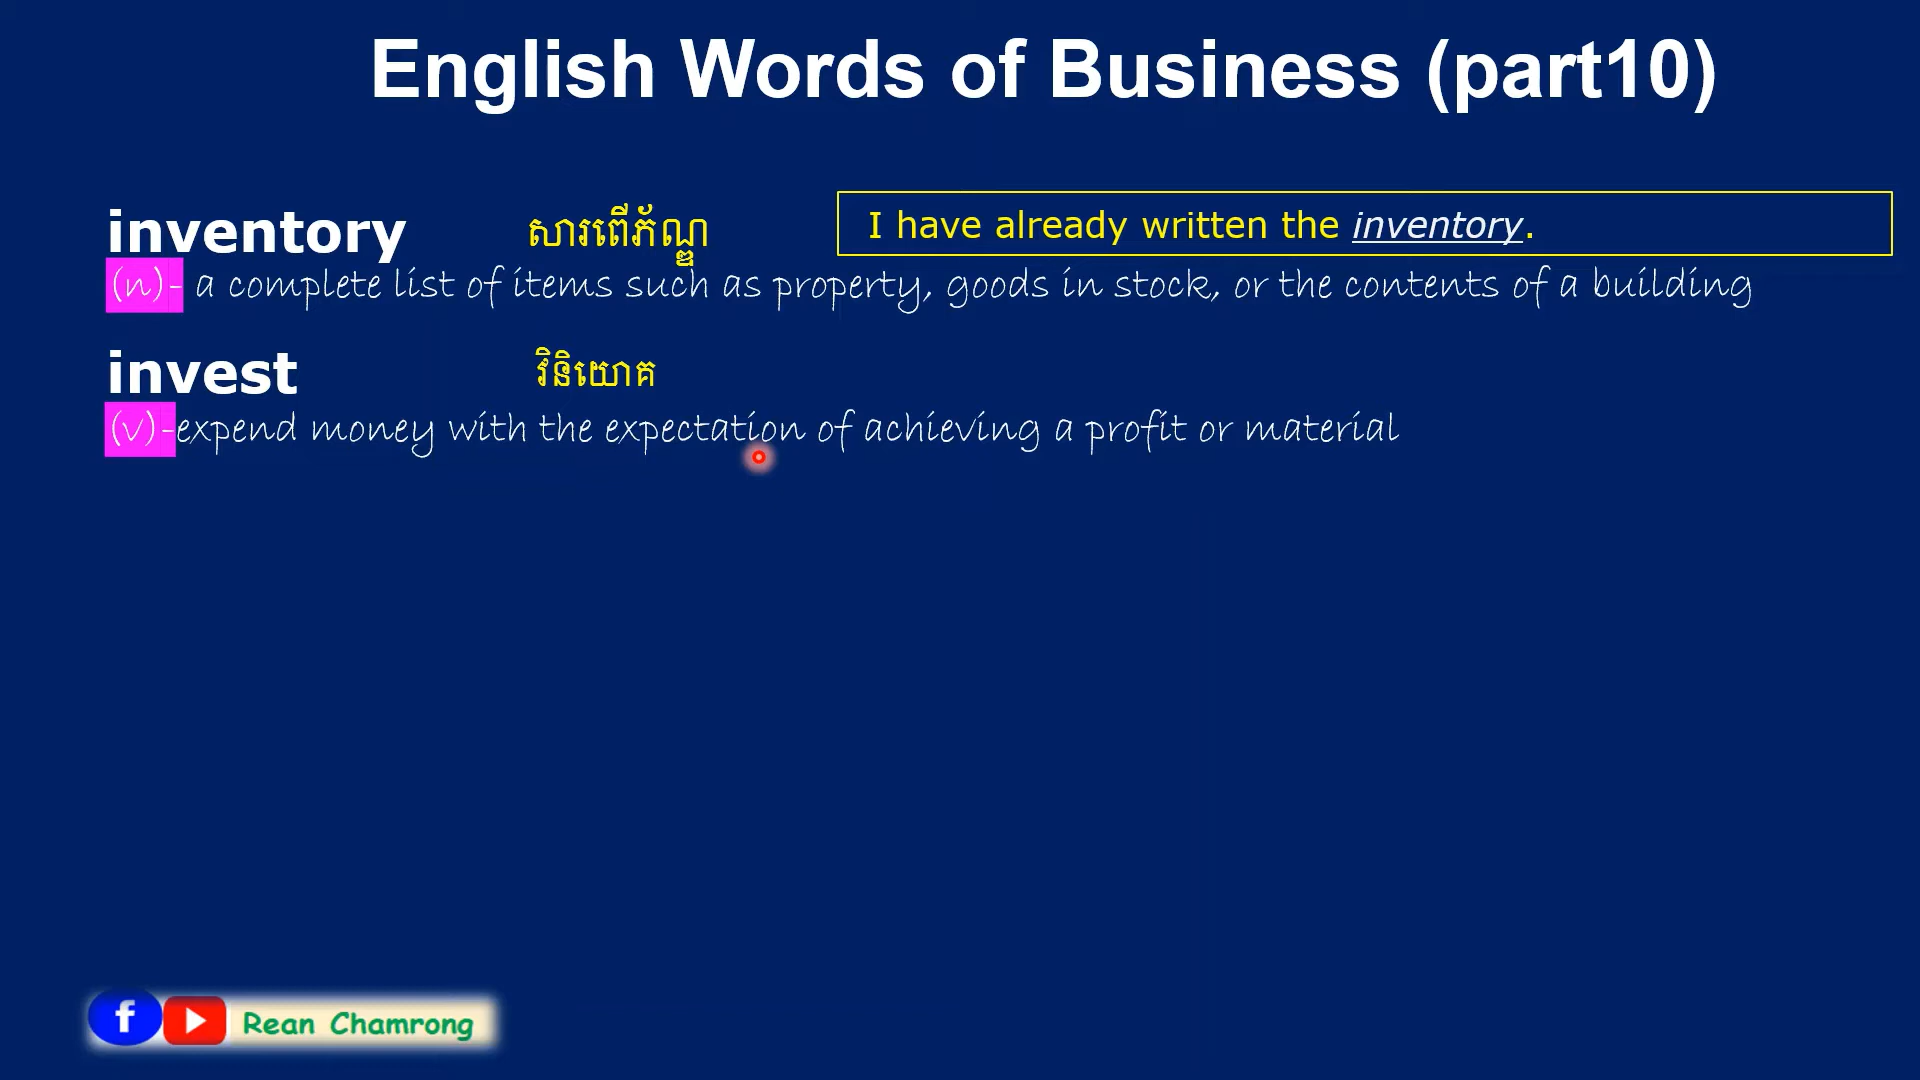 English Words of Business (part10)
inventory សារពើភ័ណ្ឌ I have already written the inventory.
(n)- a complete list of items such as property, goods in stock, or the contents of a building
invest វិនិយោគ
(v)-expend money with the expectation of achieving a profit or material
f Rean Chamrong